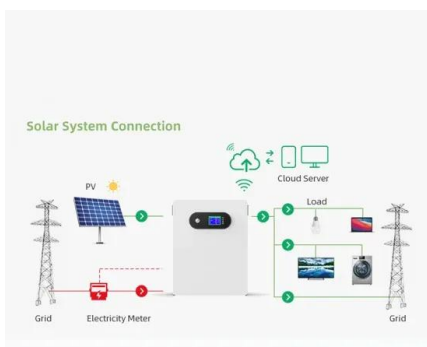 Solar System Connection
PV
Cloud Server
Load
Grid
Electricity Meter
Grid